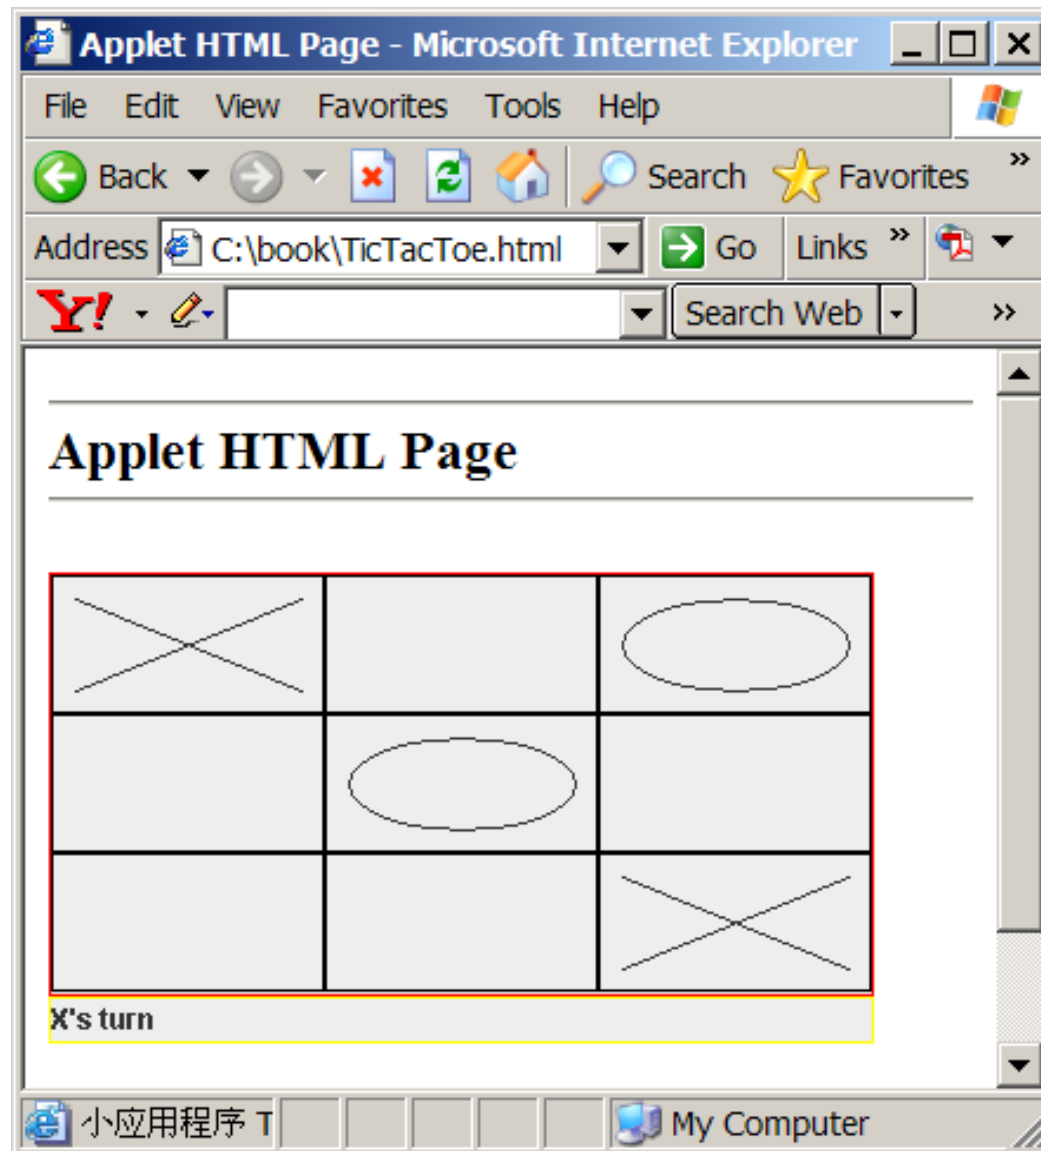 Applet HTML Page - Microsoft Internet Explorer
File Edit View Favorites Tools Help
Back Search Favorites »
Address C:\book\TicTacToe.html Go Links »
Y! Search Web »
Applet HTML Page
X's turn
小应用程序 T My Computer